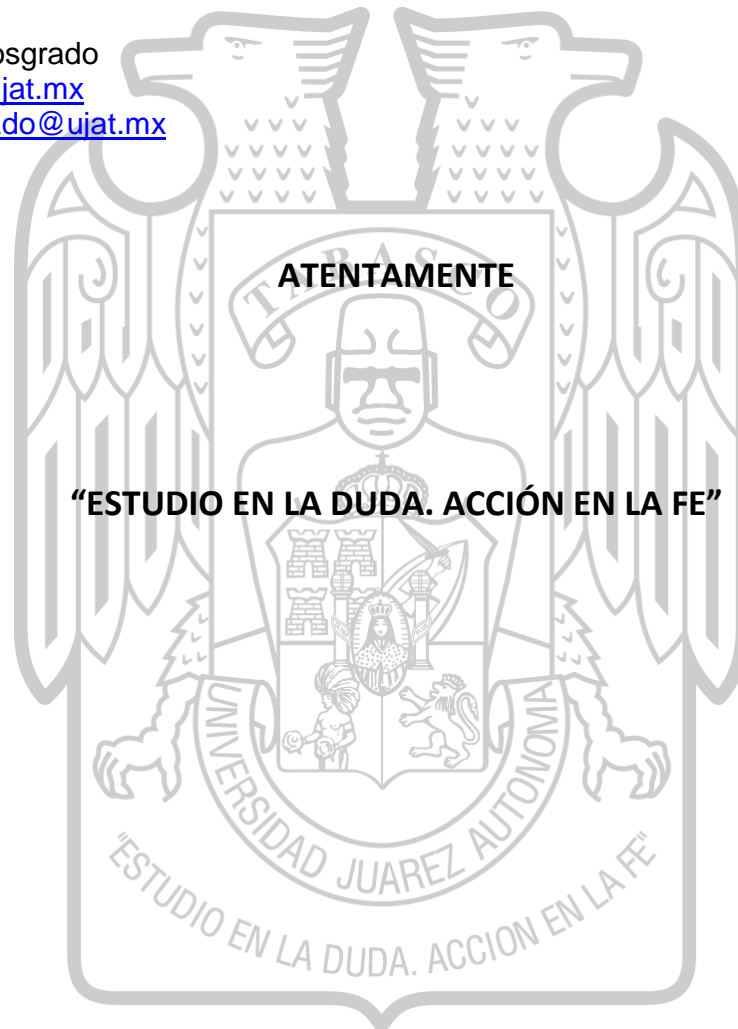 osgrado
jat.mx
ado@ujat.mx
TABASCO
ATENTAMENTE
“ESTUDIO EN LA DUDA. ACCIÓN EN LA FE”
UNIVERSIDAD JUAREZ AUTONOMA
"ESTUDIO EN LA DUDA. ACCION EN LA FE"